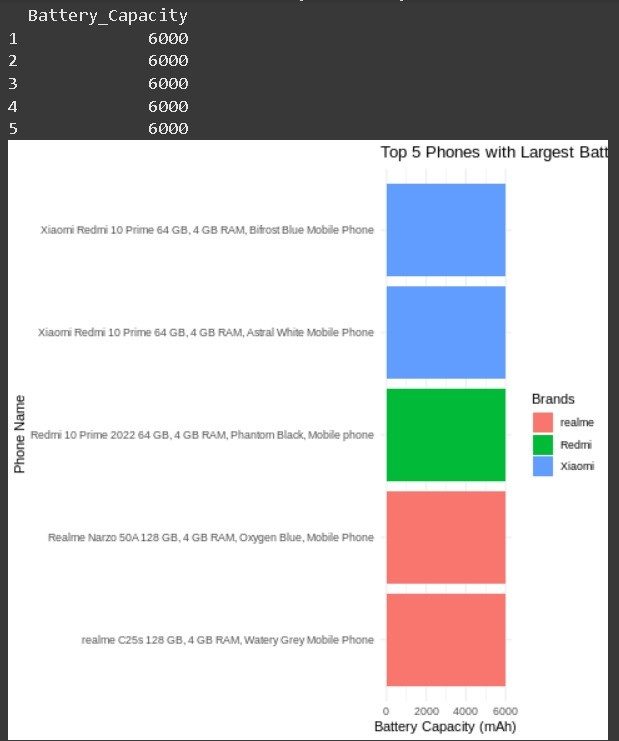 Battery_Capacity
1 6000
2 6000
3 6000
4 6000
5 6000
Top 5 Phones with Largest Batt
Xiaomi Redmi 10 Prime 64 GB, 4 GB RAM, Bifrost Blue Mobile Phone
Xiaomi Redmi 10 Prime 64 GB, 4 GB RAM, Astral White Mobile Phone
Redmi 10 Prime 2022 64 GB, 4 GB RAM, Phantom Black, Mobile phone
Realme Narzo 50A 128 GB, 4 GB RAM, Oxygen Blue, Mobile Phone
realme C25s 128 GB, 4 GB RAM, Watery Grey Mobile Phone
Phone Name
Brands
realme
Redmi
Xiaomi
0 2000 4000 6000
Battery Capacity (mAh)